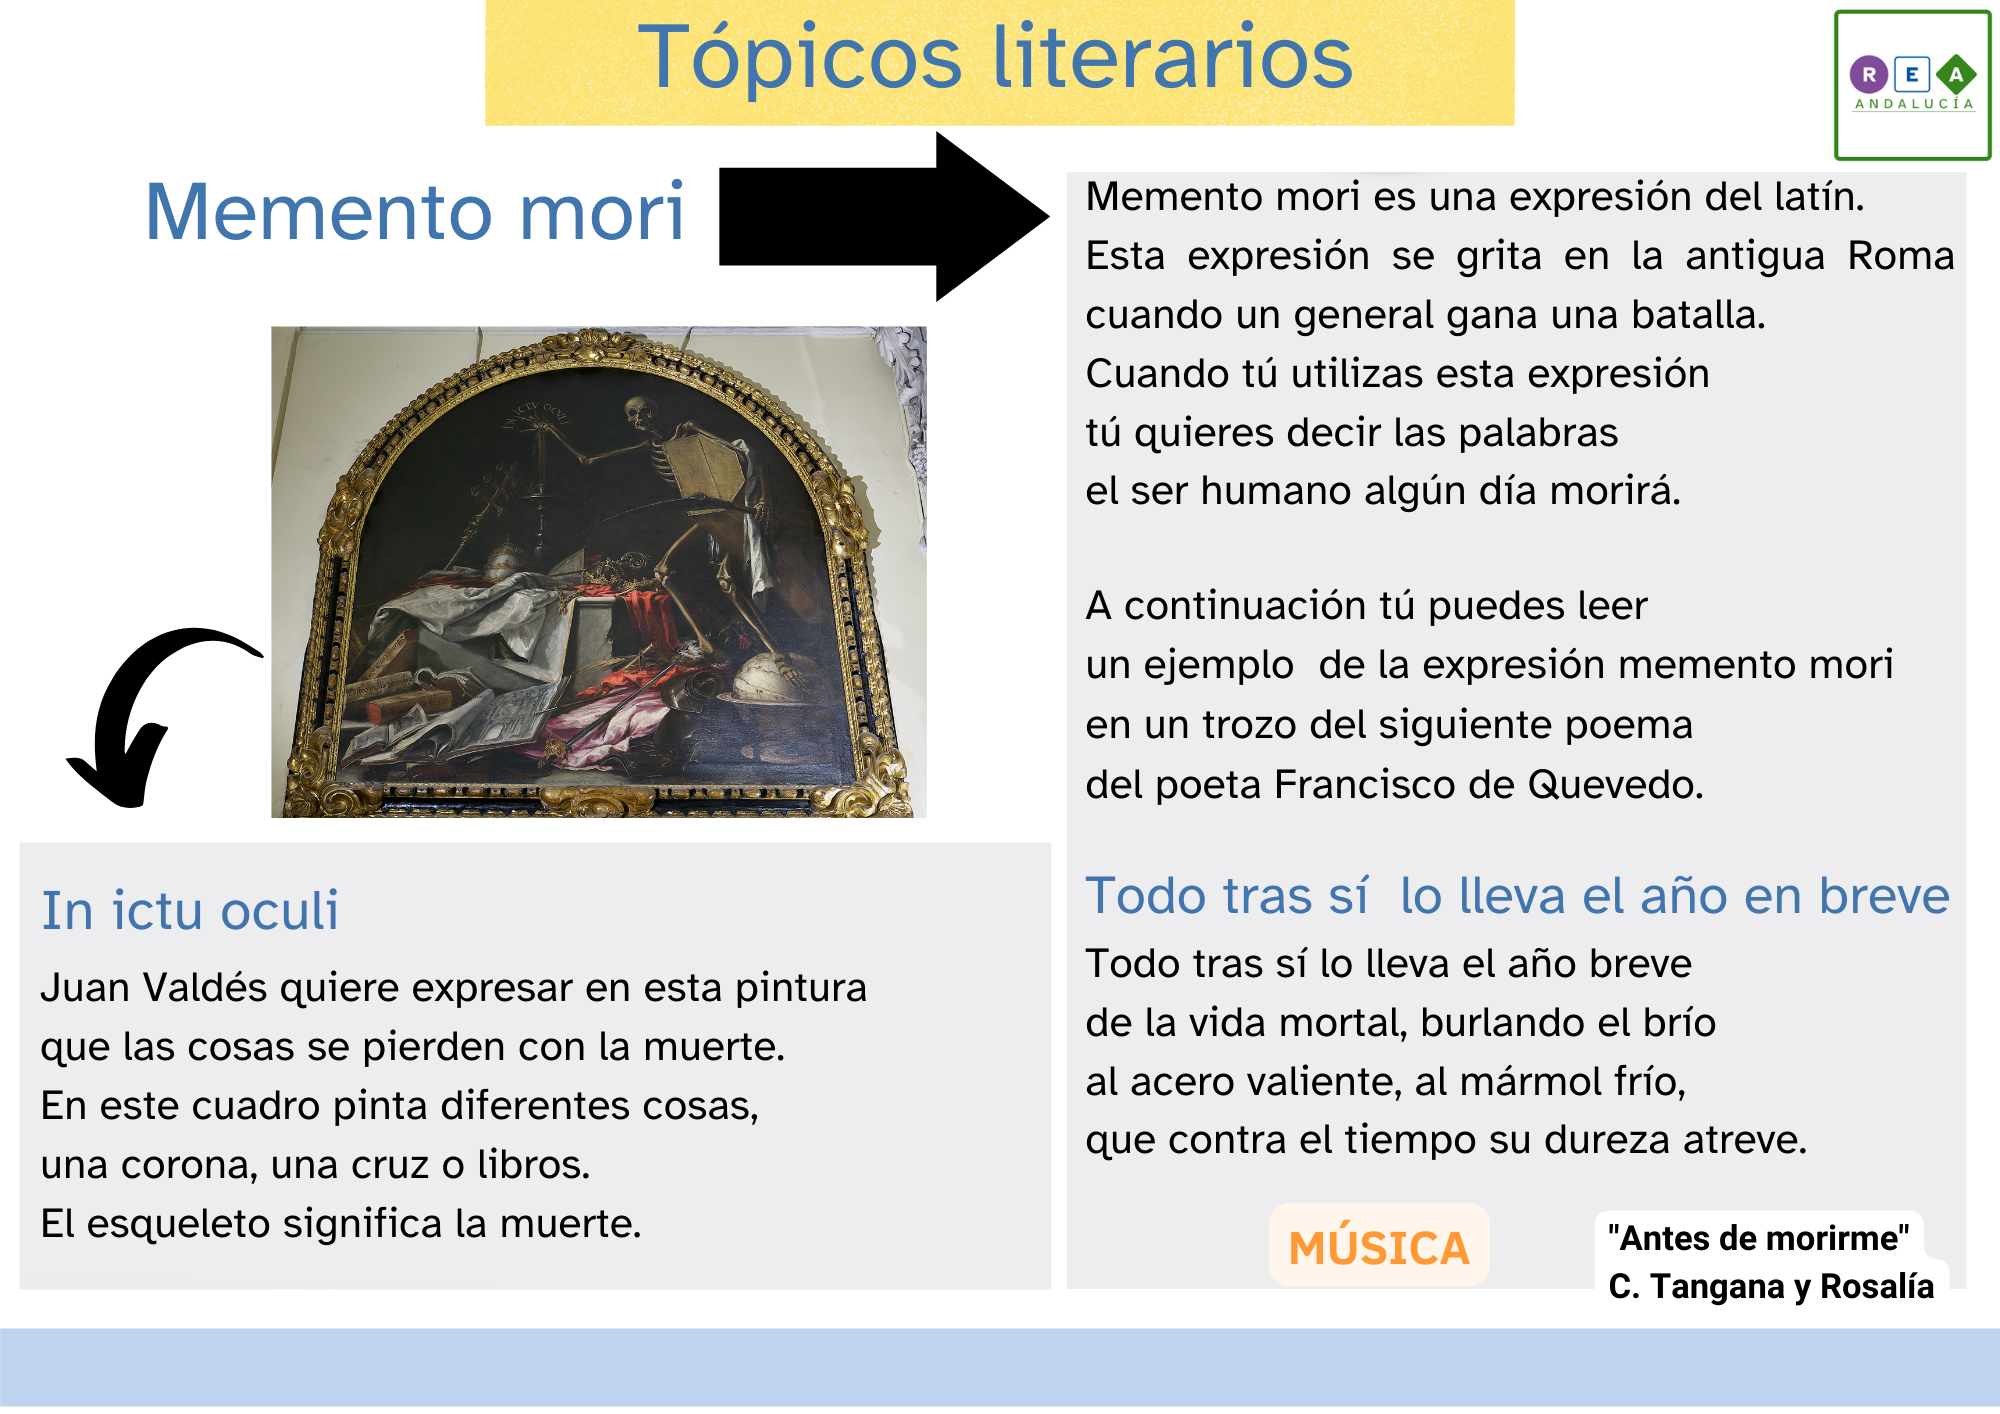 Tópicos literarios
R E A
ANDALUCÍA
Memento mori
Memento mori es una expresión del latín.
Esta expresión se grita en la antigua Roma
cuando un general gana una batalla.
Cuando tú utilizas esta expresión
tú quieres decir las palabras
el ser humano algún día morirá.
A continuación tú puedes leer
un ejemplo de la expresión memento mori
en un trozo del siguiente poema
del poeta Francisco de Quevedo.
Todo tras sí lo lleva el año en breve
Todo tras sí lo lleva el año breve
de la vida mortal, burlando el brío
al acero valiente, al mármol frío,
que contra el tiempo su dureza atreve.
MÚSICA
"Antes de morirme"
C. Tangana y Rosalía
IN ICTU OCULI
In ictu oculi
Juan Valdés quiere expresar en esta pintura
que las cosas se pierden con la muerte.
En este cuadro pinta diferentes cosas,
una corona, una cruz o libros.
El esqueleto significa la muerte.